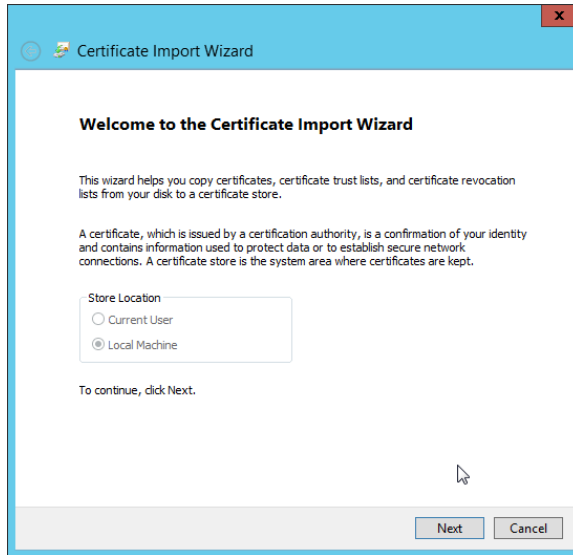 x
Certificate Import Wizard
Welcome to the Certificate Import Wizard
This wizard helps you copy certificates, certificate trust lists, and certificate revocation
lists from your disk to a certificate store.
A certificate, which is issued by a certification authority, is a confirmation of your identity
and contains information used to protect data or to establish secure network
connections. A certificate store is the system area where certificates are kept.
Store Location
Current User
Local Machine
To continue, click Next.
Next Cancel